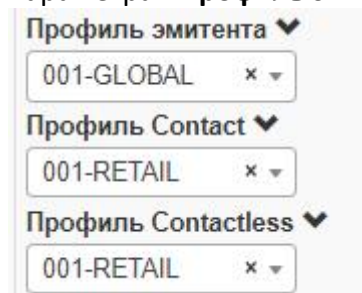 Профиль эмитента
001-GLOBAL
Профиль Contact
001-RETAIL
Профиль Contactless
001-RETAIL